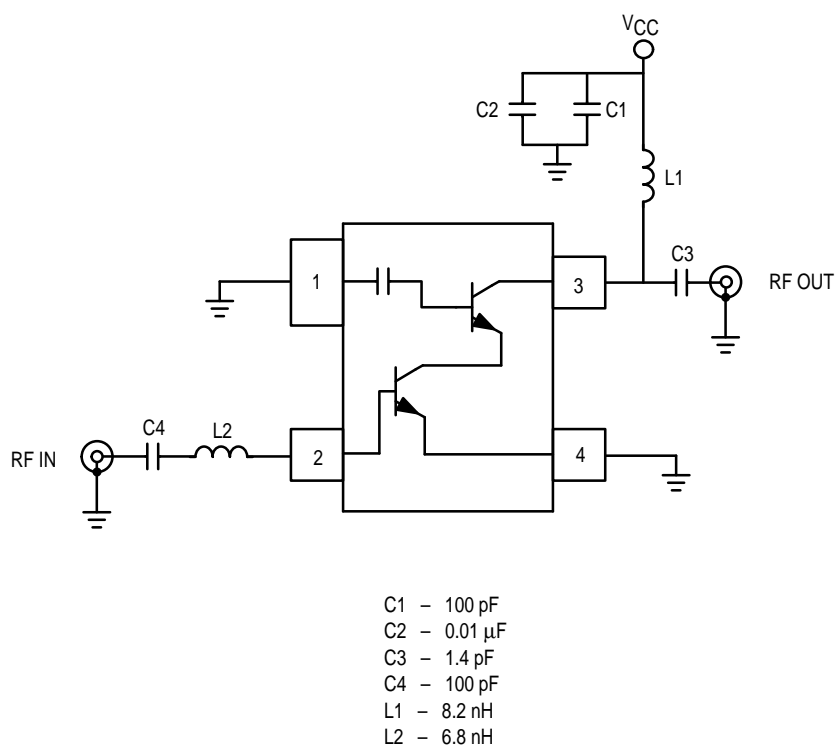 VCC
C2
C1
L1
C3
RF OUT
1
3
C4
L2
RF IN
2
4
C1 – 100 pF
C2 – 0.01 μF
C3 – 1.4 pF
C4 – 100 pF
L1 – 8.2 nH
L2 – 6.8 nH